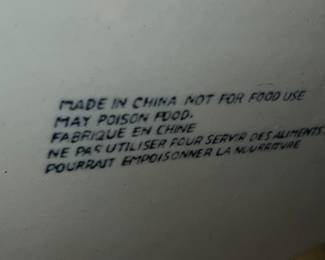 MADE IN CHINA NOT FOR FOOD USE
MAY POISON FOOD.
FABRIQUE EN CHINE
NE PAS UTILISER POUR SERVIR DES ALIMENTS
POURRAIT EMPOISONNER LA NOURRITURE